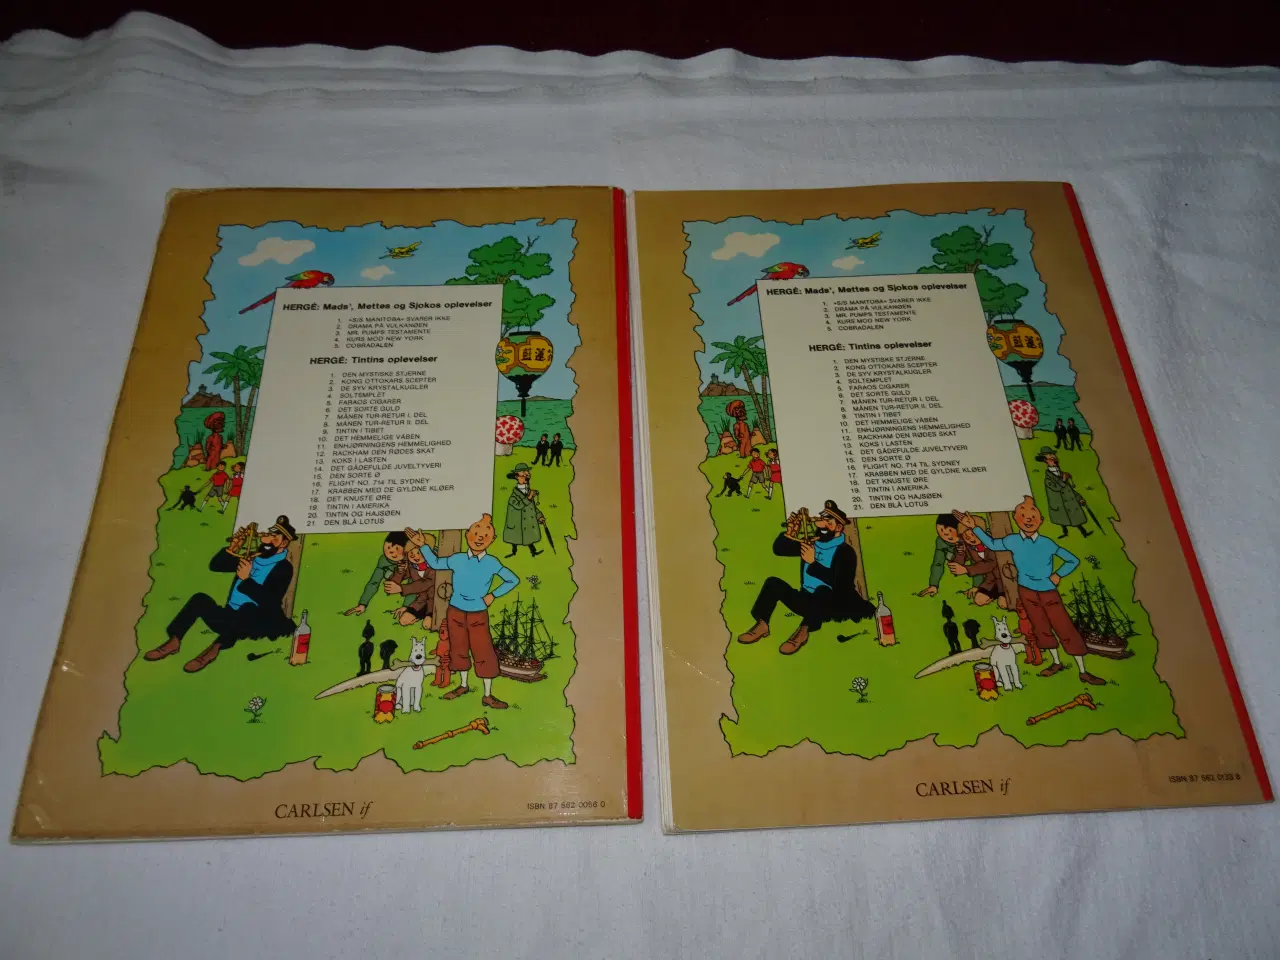 HERGÉ: Mads', Mettes og Sjokos oplevelser
1. «S/S MANITOBA» SVARER IKKE
2. DRAMA PÅ VULKANØEN
3. MR. PUMPS TESTAMENTE
4. KURS MOD NEW YORK
5. COBRADALEN
HERGÉ: Tintins oplevelser
1. DEN MYSTISKE STJERNE
2. KONG OTTOKARS SCEPTER
3. DE SYV KRYSTALKUGLER
4. SOLTEMPLET
5. FARAOS CIGARER
6. DET SORTE GULD
7. MÅNEN TUR-RETUR I. DEL
8. MÅNEN TUR-RETUR II. DEL
9. TINTIN I TIBET
10. DET HEMMELIGE VÅBEN
11. ENHJØRNINGENS HEMMELIGHED
12. RACKHAM DEN RØDES SKAT
13. KOKS I LASTEN
14. DET GÅDEFULDE JUVELTYVERI
15. DEN SORTE Ø
16. FLIGHT NO. 714 TIL SYDNEY
17. KRABBEN MED DE GYLDNE KLØER
18. DET KNUSTE ØRE
19. TINTIN I AMERIKA
20. TINTIN OG HAJSØEN
21. DEN BLÅ LOTUS
CARLSEN if
ISBN 87 562 0056 0
HERGÉ: Mads', Mettes og Sjokos oplevelser
1. «S/S MANITOBA» SVARER IKKE
2. DRAMA PÅ VULKANØEN
3. MR. PUMPS TESTAMENTE
4. KURS MOD NEW YORK
5. COBRADALEN
HERGÉ: Tintins oplevelser
1. DEN MYSTISKE STJERNE
2. KONG OTTOKARS SCEPTER
3. DE SYV KRYSTALKUGLER
4. SOLTEMPLET
5. FARAOS CIGARER
6. DET SORTE GULD
7. MÅNEN TUR-RETUR I. DEL
8. MÅNEN TUR-RETUR II. DEL
9. TINTIN I TIBET
10. DET HEMMELIGE VÅBEN
11. ENHJØRNINGENS HEMMELIGHED
12. RACKHAM DEN RØDES SKAT
13. KOKS I LASTEN
14. DET GÅDEFULDE JUVELTYVERI
15. DEN SORTE Ø
16. FLIGHT NO. 714 TIL SYDNEY
17. KRABBEN MED DE GYLDNE KLØER
18. DET KNUSTE ØRE
19. TINTIN I AMERIKA
20. TINTIN OG HAJSØEN
21. DEN BLÅ LOTUS
CARLSEN if
ISBN 87 562